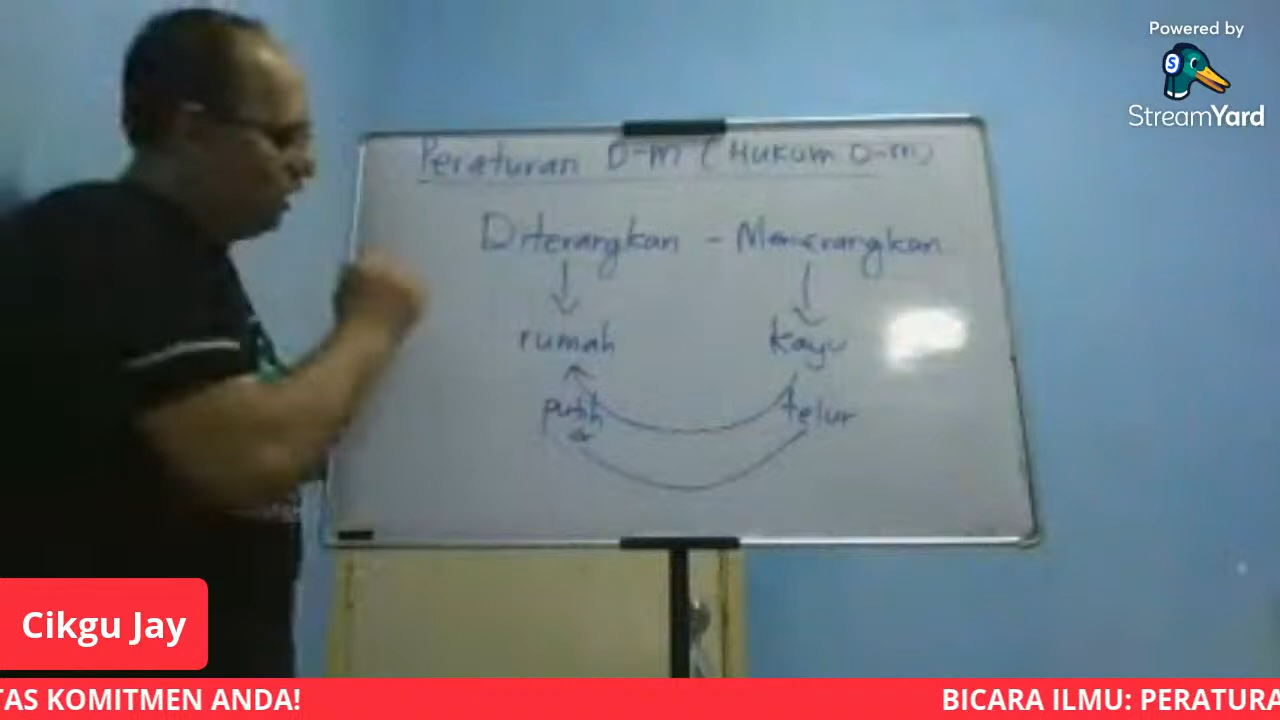 Powered by
StreamYard
Peraturan D-M (Hukum D-M)
Diterangkan - Menerangkan
rumah kayu
putih telur
Cikgu Jay
TAS KOMITMEN ANDA!
BICARA ILMU: PERATURA